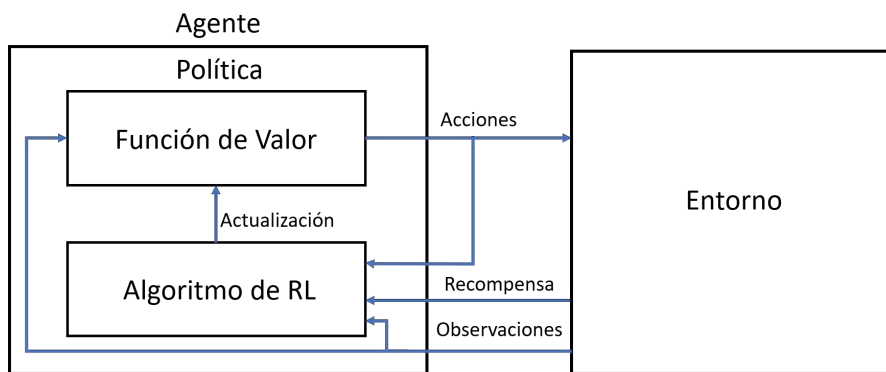 Agente
Política
Función de Valor
Acciones
Entorno
Actualización
Algoritmo de RL
Recompensa
Observaciones